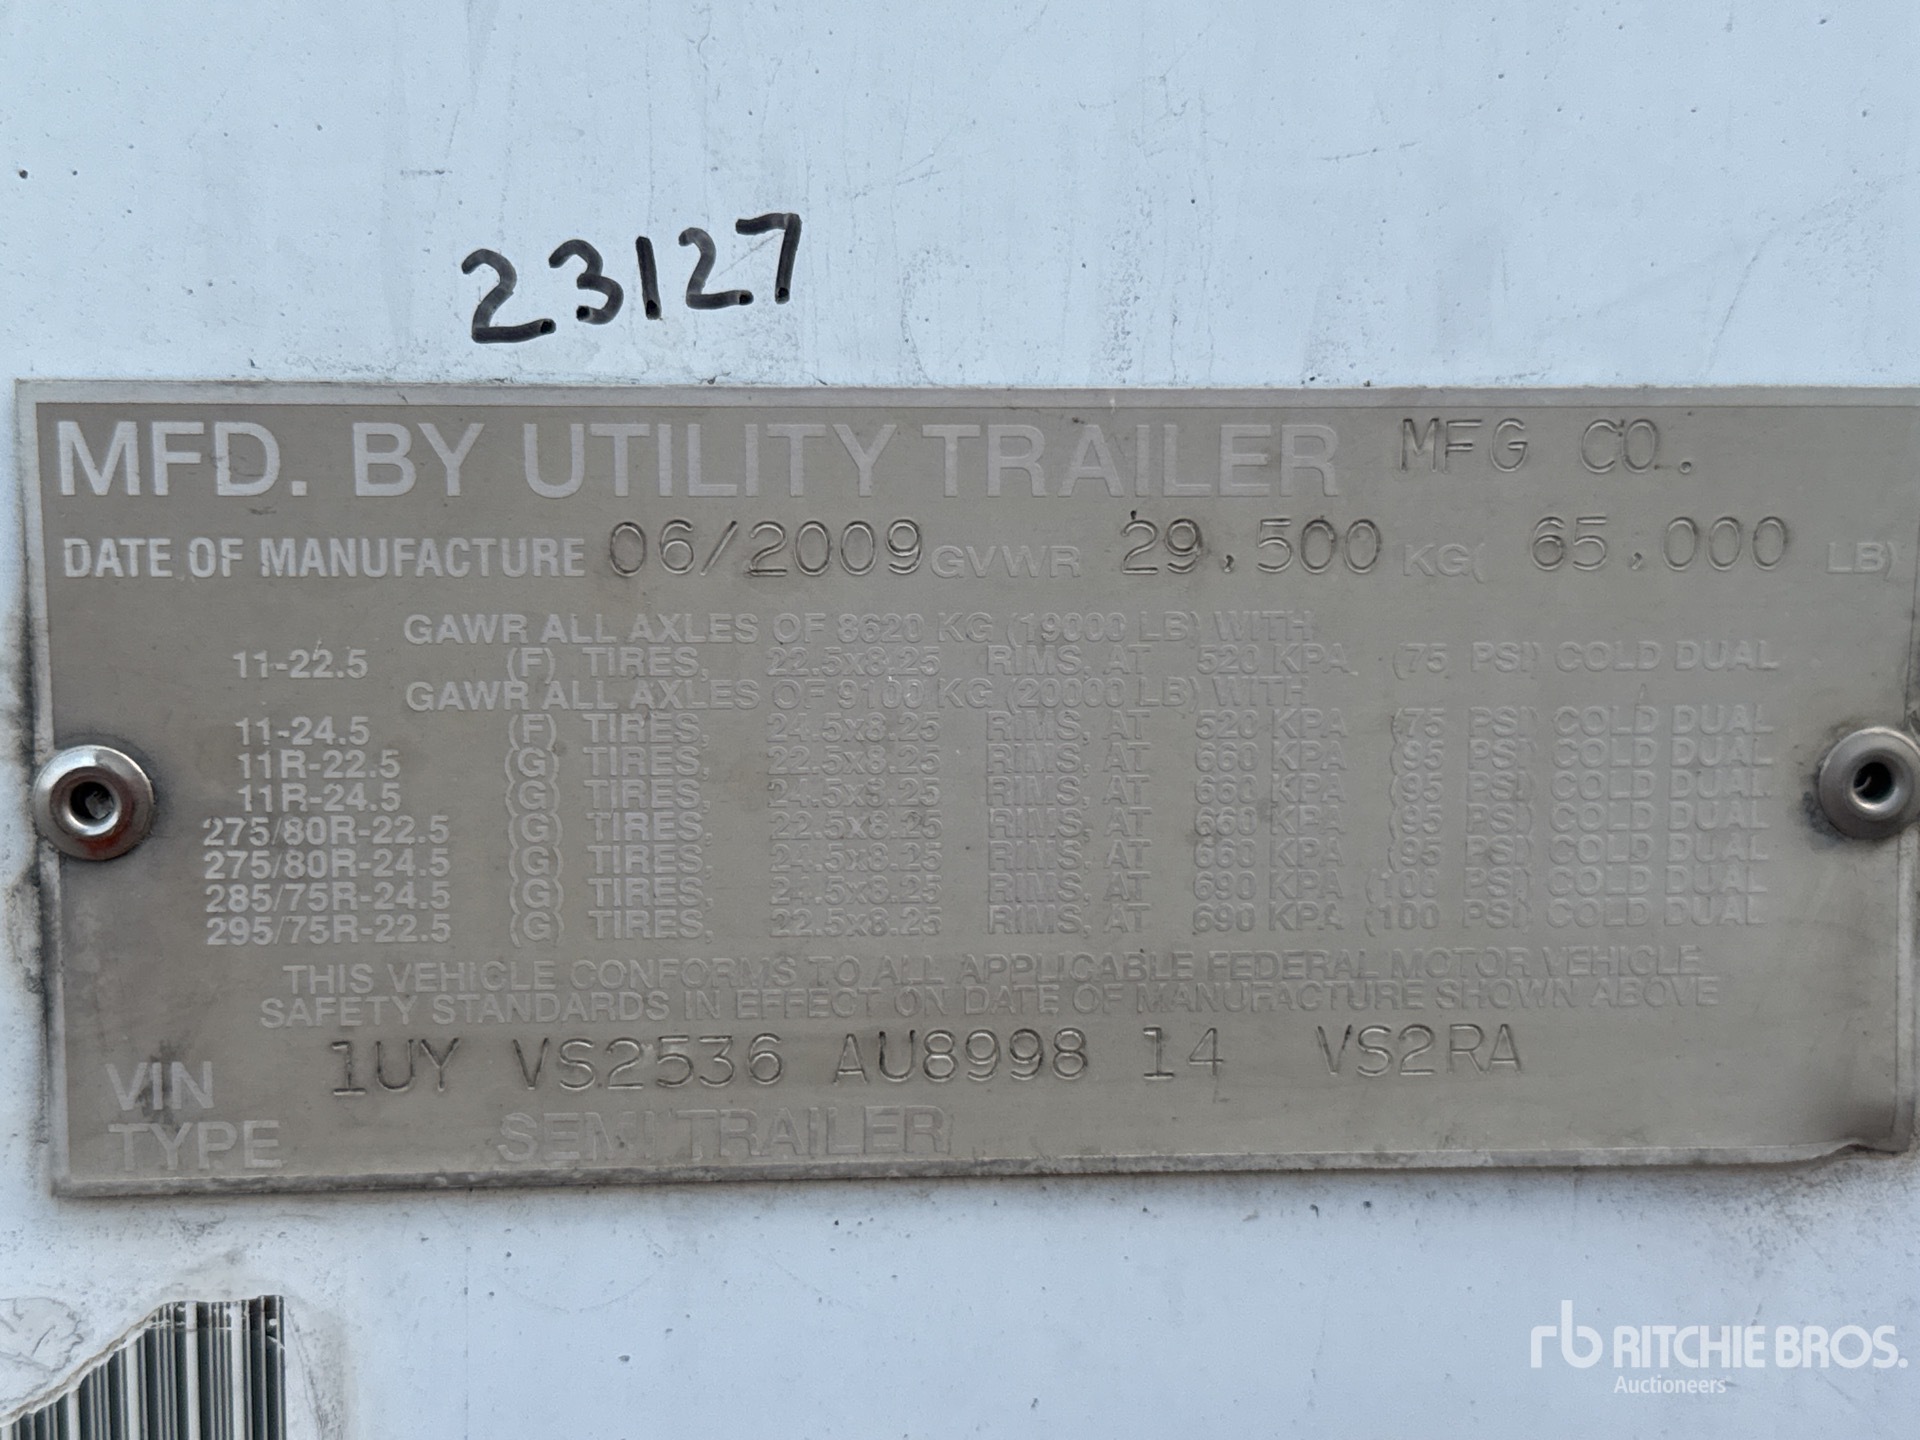 23127
MFD. BY UTILITY TRAILER MFG CO.
DATE OF MANUFACTURE 06/2009 GVWR 29,500 KG( 65,000 LB)
GAWR ALL AXLES OF 8620 KG (19000 LB) WITH
11-22.5 (F) TIRES, 22.5x8.25 RIMS, AT 520 KPA (75 PSI) COLD DUAL
GAWR ALL AXLES OF 9100 KG (20000 LB) WITH
11-24.5 (F) TIRES, 24.5x8.25 RIMS, AT 520 KPA (75 PSI) COLD DUAL
11R-22.5 (G) TIRES, 22.5x8.25 RIMS, AT 660 KPA (95 PSI) COLD DUAL
11R-24.5 (G) TIRES, 24.5x8.25 RIMS, AT 660 KPA (95 PSI) COLD DUAL
275/80R-22.5 (G) TIRES, 22.5x8.25 RIMS, AT 660 KPA (95 PSI) COLD DUAL
275/80R-24.5 (G) TIRES, 24.5x8.25 RIMS, AT 660 KPA (95 PSI) COLD DUAL
285/75R-24.5 (G) TIRES, 24.5x8.25 RIMS, AT 690 KPA (100 PSI) COLD DUAL
295/75R-22.5 (G) TIRES, 22.5x8.25 RIMS, AT 690 KPA (100 PSI) COLD DUAL
THIS VEHICLE CONFORMS TO ALL APPLICABLE FEDERAL MOTOR VEHICLE
SAFETY STANDARDS IN EFFECT ON DATE OF MANUFACTURE SHOWN ABOVE
VIN 1UY VS2536 AU8998 14 VS2RA
TYPE SEMI TRAILER
rb RITCHIE BROS.
Auctioneers